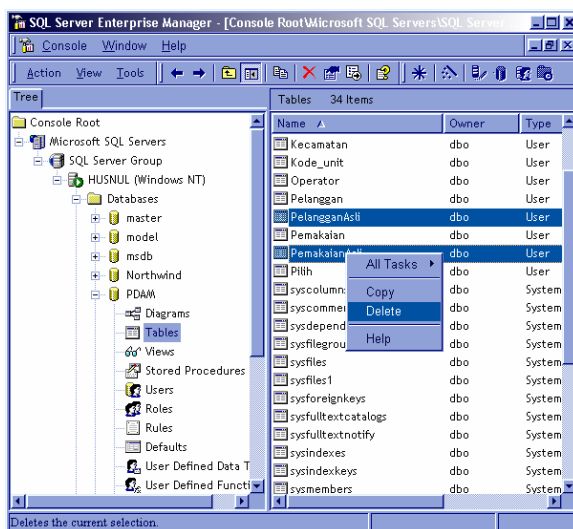 SQL Server Enterprise Manager - [Console Root\Microsoft SQL Servers\SQL Server
Console Window Help
Action View Tools
Tree
Tables 34 Items
Console Root
Microsoft SQL Servers
SQL Server Group
HUSNUL (Windows NT)
Databases
master
model
msdb
Northwind
PDAM
Diagrams
Tables
Views
Stored Procedures
Users
Roles
Rules
Defaults
User Defined Data T
User Defined Functi
Name Owner Type
Kecamatan dbo User
Kode_unit dbo User
Operator dbo User
Pelanggan dbo User
PelangganAsli dbo User
Pemakaian dbo User
PemakaianAsli dbo User
Pilih dbo User
syscolumns dbo System
syscommen dbo System
sysdepend dbo System
sysfilegrou dbo System
sysfiles dbo System
sysfiles1 dbo System
sysforeignkeys dbo System
sysfulltextcatalogs dbo System
sysfulltextnotify dbo System
sysindexes dbo System
sysindexkeys dbo System
sysmembers dbo System
All Tasks
Copy
Delete
Help
Deletes the current selection.